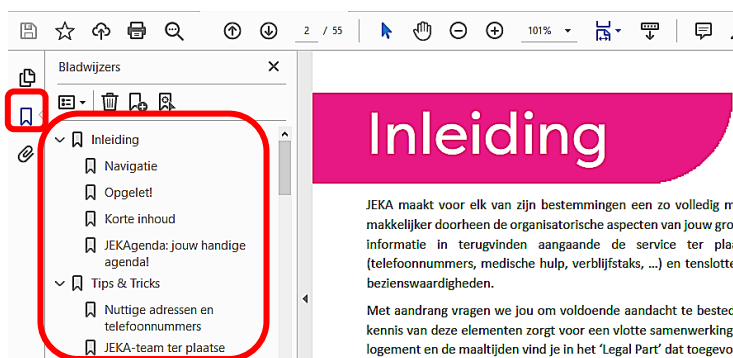 2 / 55
101%
Bladwijzers
Inleiding
Navigatie
Opgelet!
Korte inhoud
JEKAgenda: jouw handige
agenda!
Tips & Tricks
Nuttige adressen en
telefoonnummers
JEKA-team ter plaatse
Inleiding
JEKA maakt voor elk van zijn bestemmingen een zo volledig
makkelijker doorheen de organisatorische aspecten van jouw
informatie in terugvinden aangaande de service ter
(telefoonnummers, medische hulp, verblijfstaks, ...) en tenslotte
bezienswaardigheden.
Met aandrang vragen we jou om voldoende aandacht te
kennis van deze elementen zorgt voor een vlotte samenwerking
logement en de maaltijden vind je in het ‘Legal Part’ dat